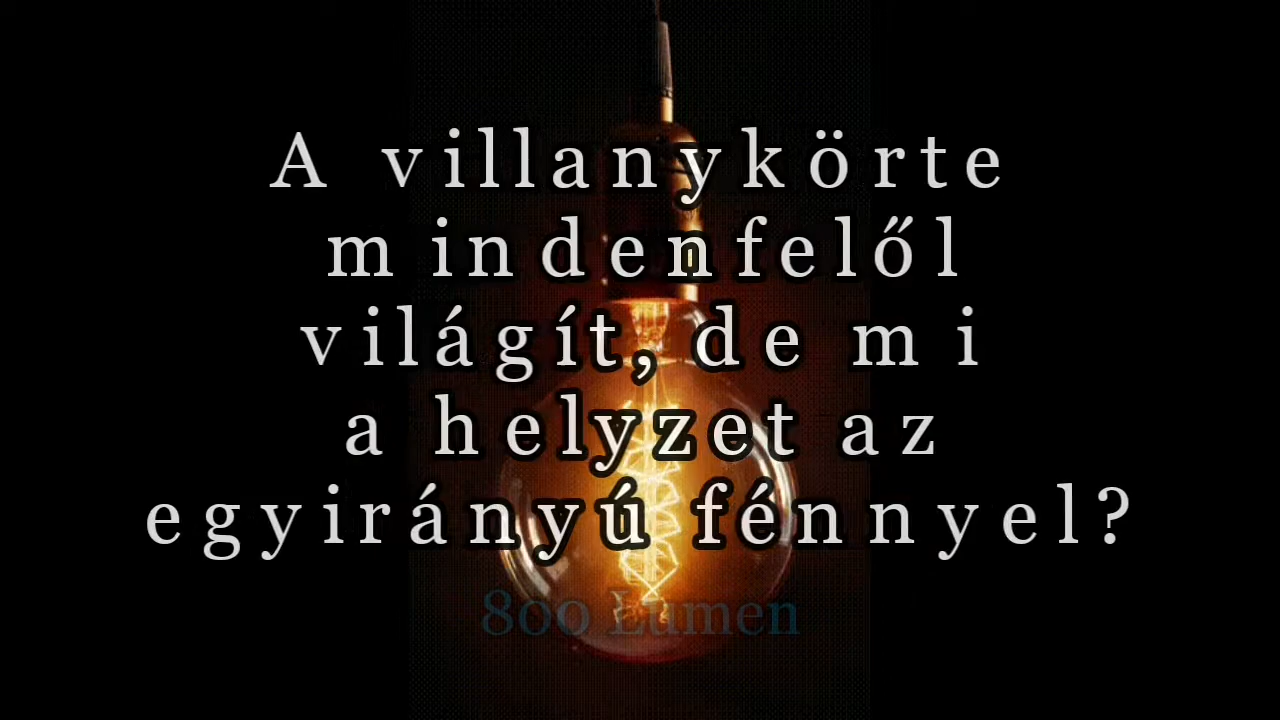 A villanykörte
mindenfelől
világít, de mi
a helyzet az
egyirányú fénnyel?
800 Lumen